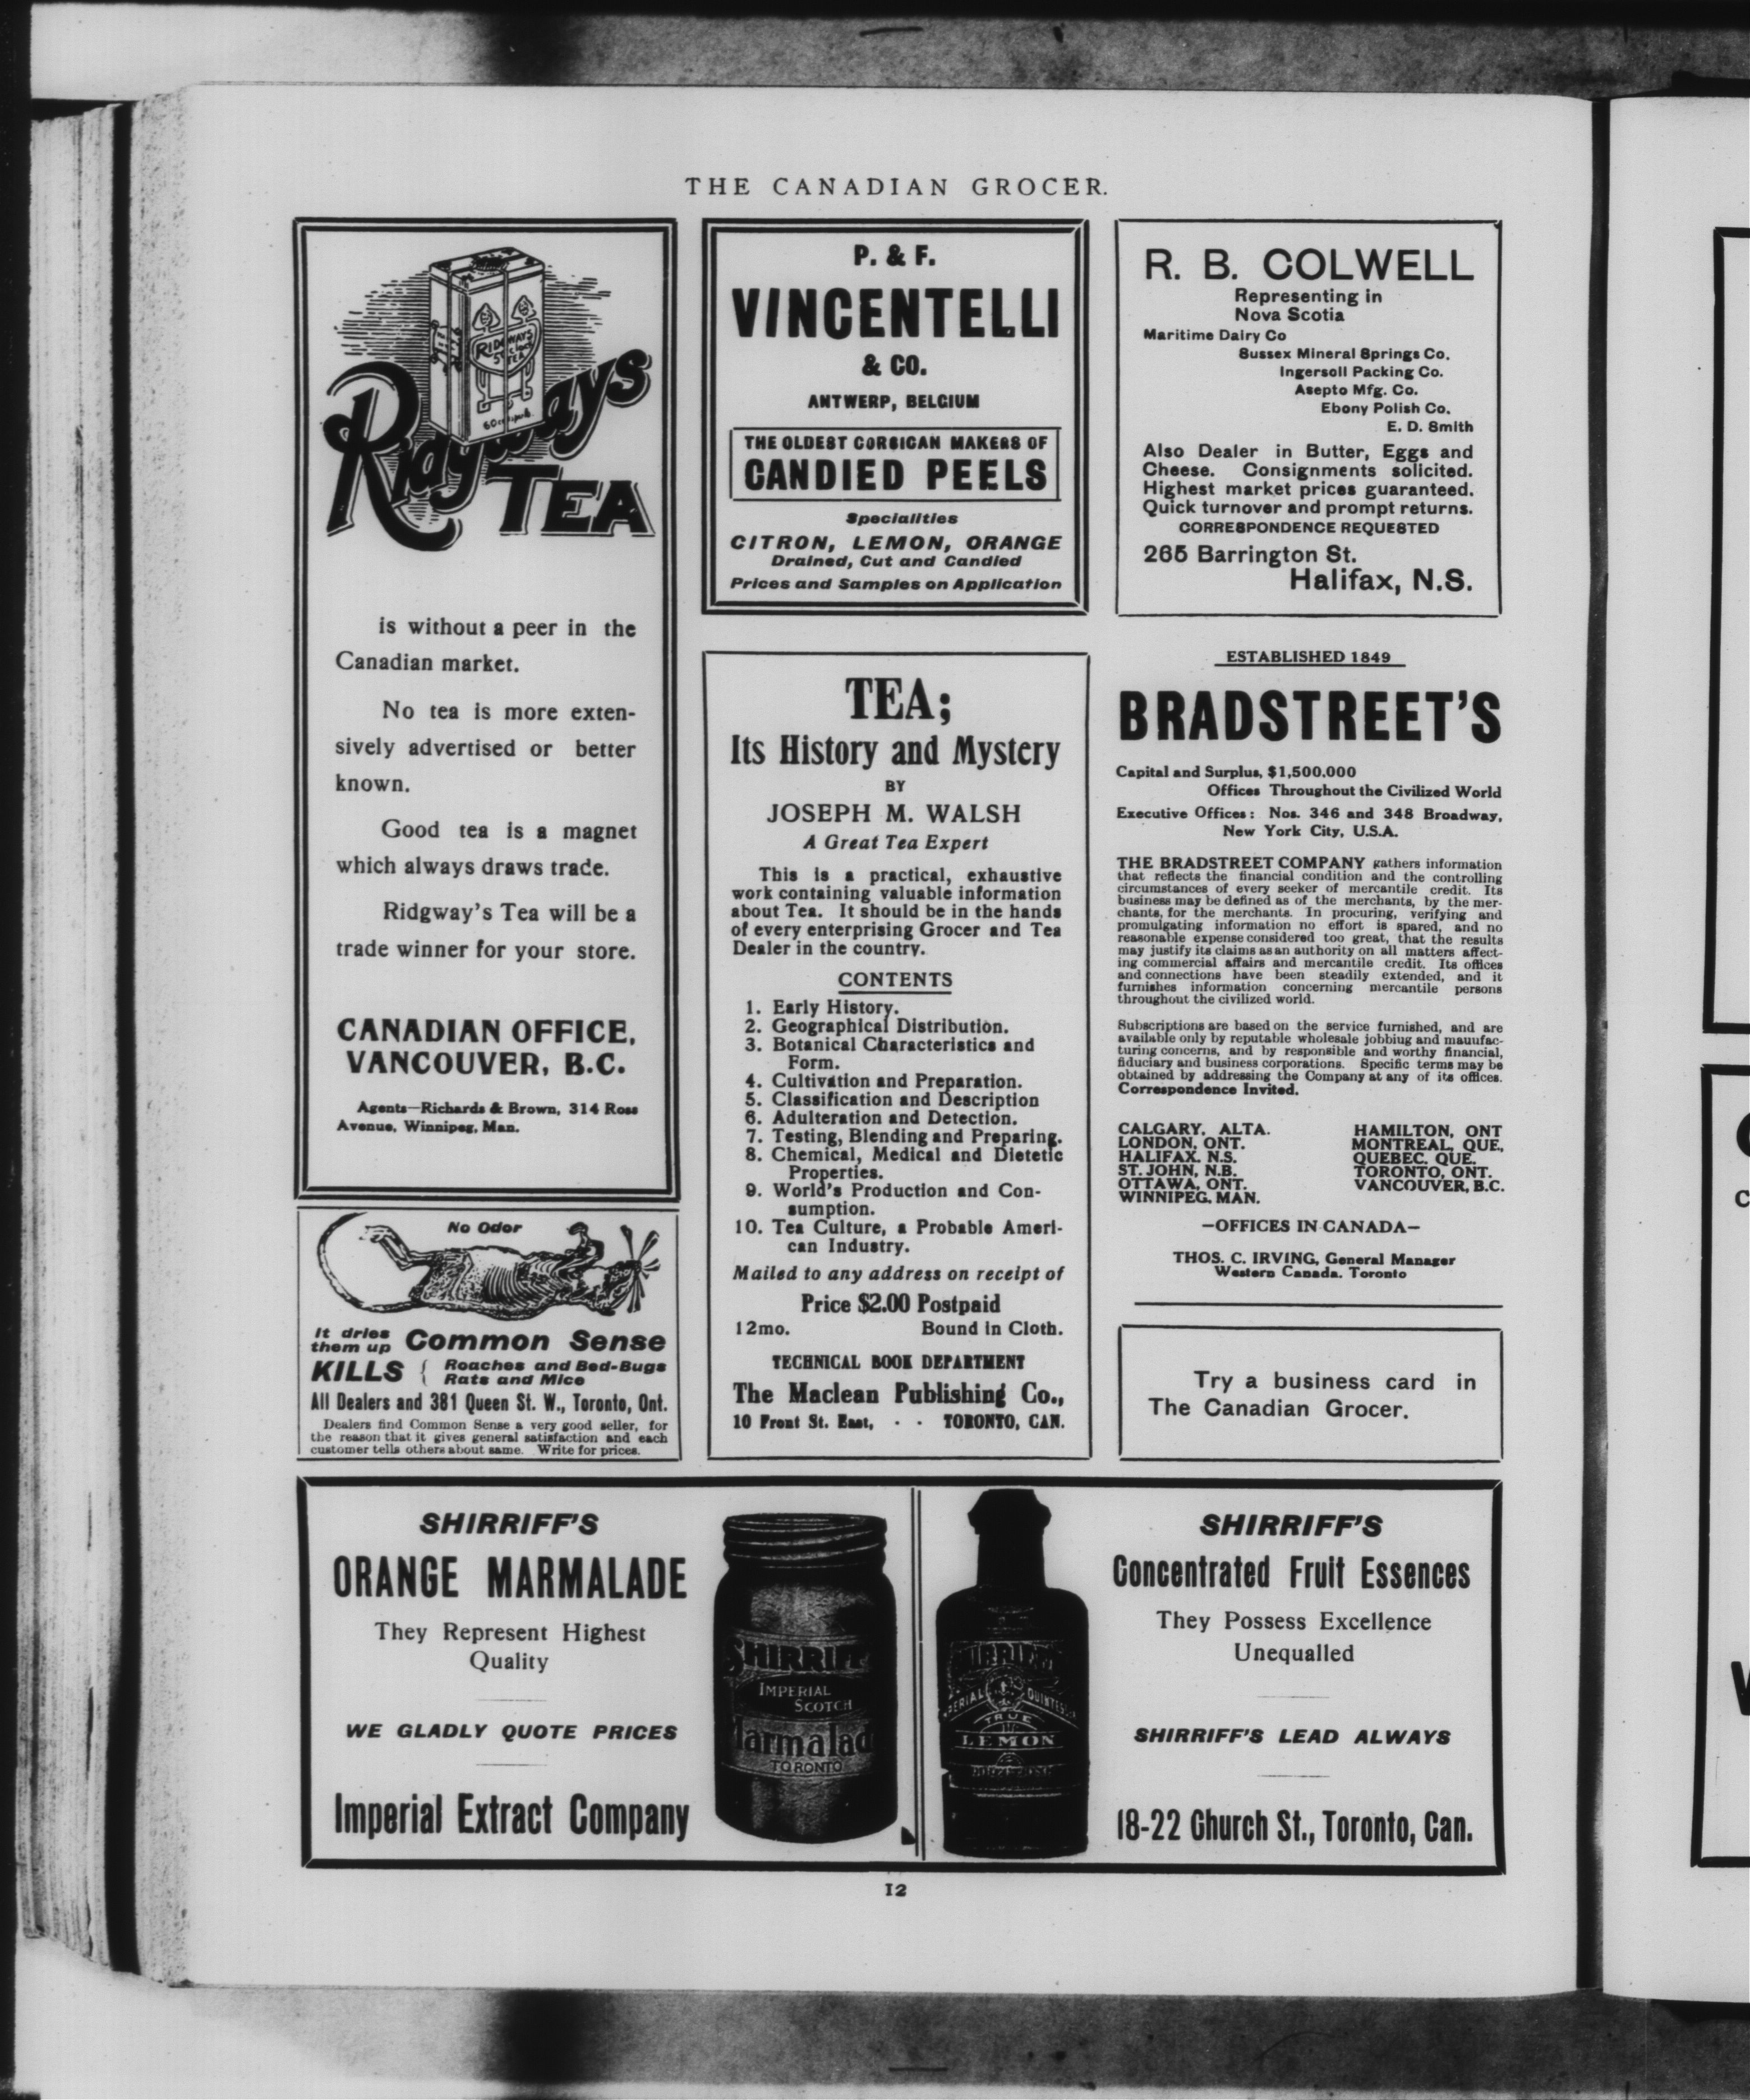 THE CANADIAN GROCER.
RIDGWAYS
5 o'clock
TEA
Ridgways
TEA
is without a peer in the
Canadian market.
No tea is more exten-
sively advertised or better
known.
Good tea is a magnet
which always draws trade.
Ridgway's Tea will be a
trade winner for your store.
CANADIAN OFFICE,
VANCOUVER, B.C.
Agents—Richards & Brown, 314 Ross
Avenue, Winnipeg, Man.
No Odor
It dries
them up
Common Sense
KILLS { Roaches and Bed-Bugs
Rats and Mice
All Dealers and 381 Queen St. W., Toronto, Ont.
Dealers find Common Sense a very good seller, for
the reason that it gives general satisfaction and each
customer tells others about same. Write for prices.
P. & F.
VINCENTELLI
& CO.
ANTWERP, BELGIUM
THE OLDEST CORSICAN MAKERS OF
CANDIED PEELS
Specialities
CITRON, LEMON, ORANGE
Drained, Cut and Candied
Prices and Samples on Application
TEA;
Its History and Mystery
BY
JOSEPH M. WALSH
A Great Tea Expert
This is a practical, exhaustive
work containing valuable information
about Tea. It should be in the hands
of every enterprising Grocer and Tea
Dealer in the country.
CONTENTS
1. Early History.
2. Geographical Distribution.
3. Botanical Characteristics and
Form.
4. Cultivation and Preparation.
5. Classification and Description
6. Adulteration and Detection.
7. Testing, Blending and Preparing.
8. Chemical, Medical and Dietetic
Properties.
9. World's Production and Con-
sumption.
10. Tea Culture, a Probable Ameri-
can Industry.
Mailed to any address on receipt of
Price $2.00 Postpaid
12mo. Bound in Cloth.
TECHNICAL BOOK DEPARTMENT
The Maclean Publishing Co.,
10 Front St. East, - - TORONTO, CAN.
R. B. COLWELL
Representing in
Nova Scotia
Maritime Dairy Co
Sussex Mineral Springs Co.
Ingersoll Packing Co.
Asepto Mfg. Co.
Ebony Polish Co.
E. D. Smith
Also Dealer in Butter, Eggs and
Cheese. Consignments solicited.
Highest market prices guaranteed.
Quick turnover and prompt returns.
CORRESPONDENCE REQUESTED
265 Barrington St.
Halifax, N.S.
ESTABLISHED 1849
BRADSTREET'S
Capital and Surplus, $1,500,000
Offices Throughout the Civilized World
Executive Offices: Nos. 346 and 348 Broadway,
New York City, U.S.A.
THE BRADSTREET COMPANY gathers information
that reflects the financial condition and the controlling
circumstances of every seeker of mercantile credit. Its
business may be defined as of the merchants, by the mer-
chants, for the merchants. In procuring, verifying and
promulgating information no effort is spared, and no
reasonable expense considered too great, that the results
may justify its claims as an authority on all matters affect-
ing commercial affairs and mercantile credit. Its offices
and connections have been steadily extended, and it
furnishes information concerning mercantile persons
throughout the civilized world.
Subscriptions are based on the service furnished, and are
available only by reputable wholesale jobbiug and mauufac-
turing concerns, and by responsible and worthy financial,
fiduciary and business corporations. Specific terms may be
obtained by addressing the Company at any of its offices.
Correspondence Invited.
CALGARY, ALTA. HAMILTON, ONT
LONDON, ONT. MONTREAL, QUE,
HALIFAX. N.S. QUEBEC. QUE.
ST. JOHN, N.B. TORONTO, ONT.
OTTAWA, ONT. VANCOUVER, B.C.
WINNIPEG, MAN.
—OFFICES IN CANADA—
THOS. C. IRVING, General Manager
Western Canada. Toronto
Try a business card in
The Canadian Grocer.
SHIRRIFF'S
ORANGE MARMALADE
They Represent Highest
Quality
WE GLADLY QUOTE PRICES
Imperial Extract Company
SHIRRIFF
IMPERIAL
SCOTCH
Marmalad
TORONTO
TRUE
LEMON
SHIRRIFF'S
Concentrated Fruit Essences
They Possess Excellence
Unequalled
SHIRRIFF'S LEAD ALWAYS
18-22 Church St., Toronto, Can.
12